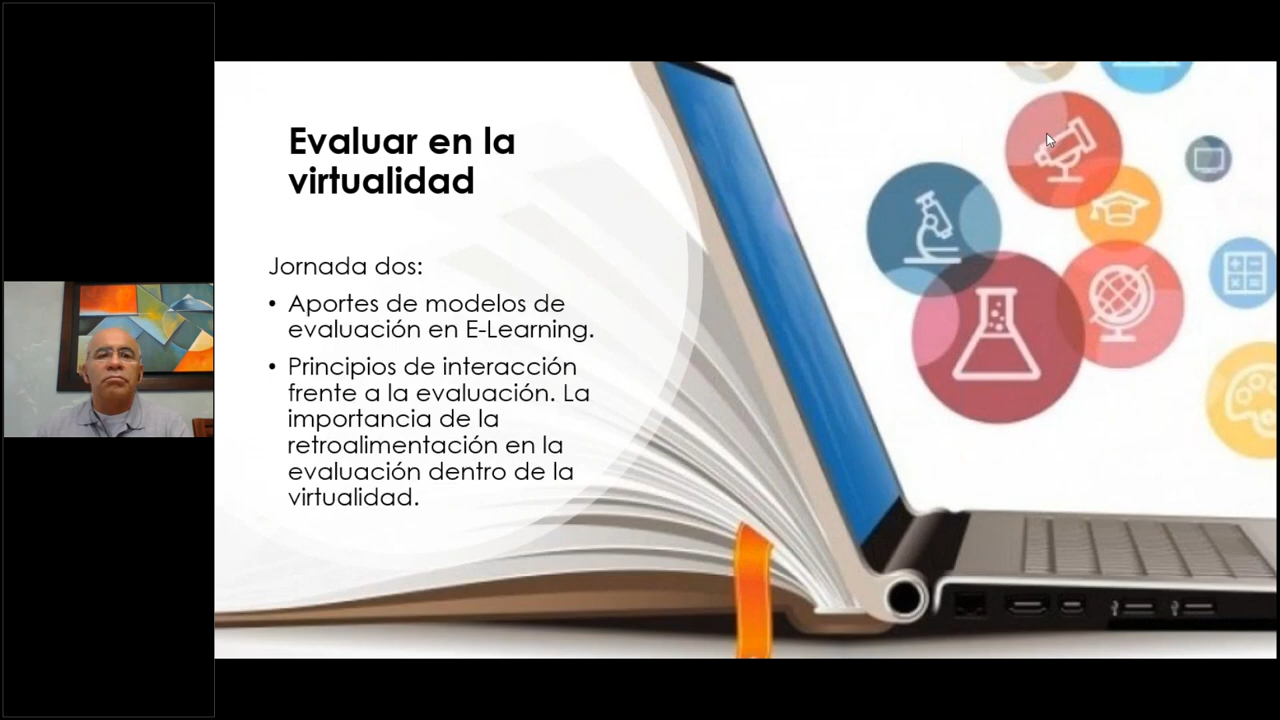 Evaluar en la
virtualidad
Jornada dos:
• Aportes de modelos de
evaluación en E-Learning.
• Principios de interacción
frente a la evaluación. La
importancia de la
retroalimentación en la
evaluación dentro de la
virtualidad.